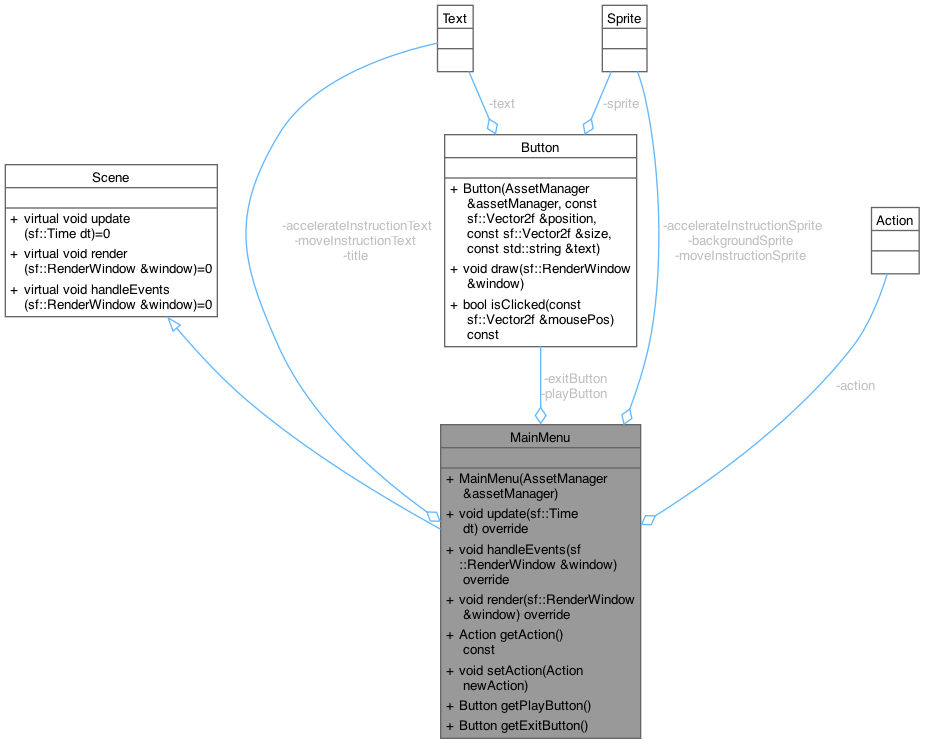 Text
Sprite
-text
-sprite
Button
+ Button(AssetManager
&assetManager, const
sf::Vector2f &position,
const sf::Vector2f &size,
const std::string &text)
+ void draw(sf::RenderWindow
&window)
+ bool isClicked(const
sf::Vector2f &mousePos)
const
Scene
+ virtual void update
(sf::Time dt)=0
+ virtual void render
(sf::RenderWindow &window)=0
+ virtual void handleEvents
(sf::RenderWindow &window)=0
-accelerateInstructionText
-moveInstructionText
-title
-accelerateInstructionSprite
-backgroundSprite
-moveInstructionSprite
Action
-exitButton
-playButton
-action
MainMenu
+ MainMenu(AssetManager
&assetManager)
+ void update(sf::Time
dt) override
+ void handleEvents(sf
::RenderWindow &window)
override
+ void render(sf::RenderWindow
&window) override
+ Action getAction()
const
+ void setAction(Action
newAction)
+ Button getPlayButton()
+ Button getExitButton()